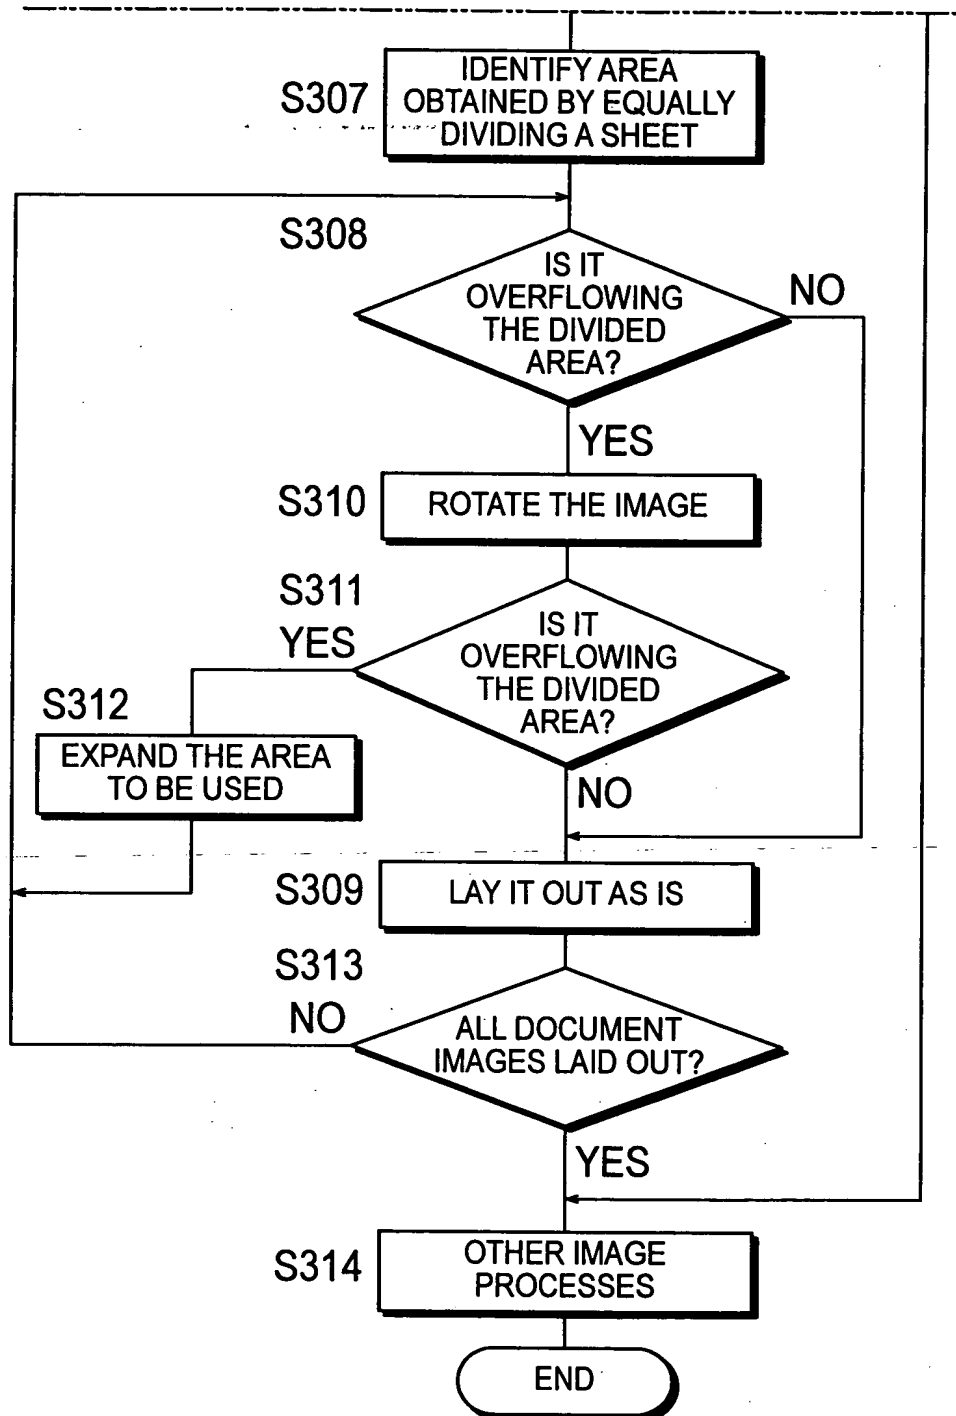 S307
IDENTIFY AREA
OBTAINED BY EQUALLY
DIVIDING A SHEET
S308
IS IT
OVERFLOWING
THE DIVIDED
AREA?
NO
YES
S310
ROTATE THE IMAGE
S311
YES
IS IT
OVERFLOWING
THE DIVIDED
AREA?
S312
EXPAND THE AREA
TO BE USED
NO
S309
LAY IT OUT AS IS
S313
NO
ALL DOCUMENT
IMAGES LAID OUT?
YES
S314
OTHER IMAGE
PROCESSES
END